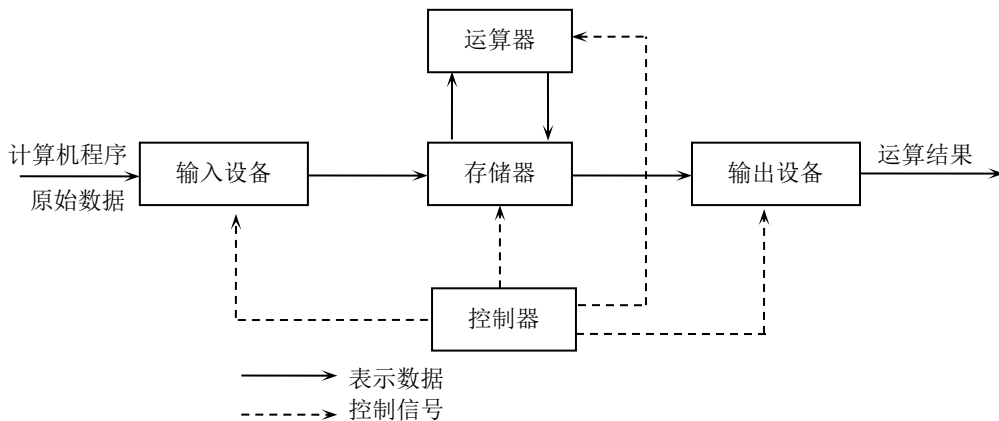 运算器
计算机程序
原始数据
输入设备
存储器
输出设备
运算结果
控制器
表示数据
控制信号